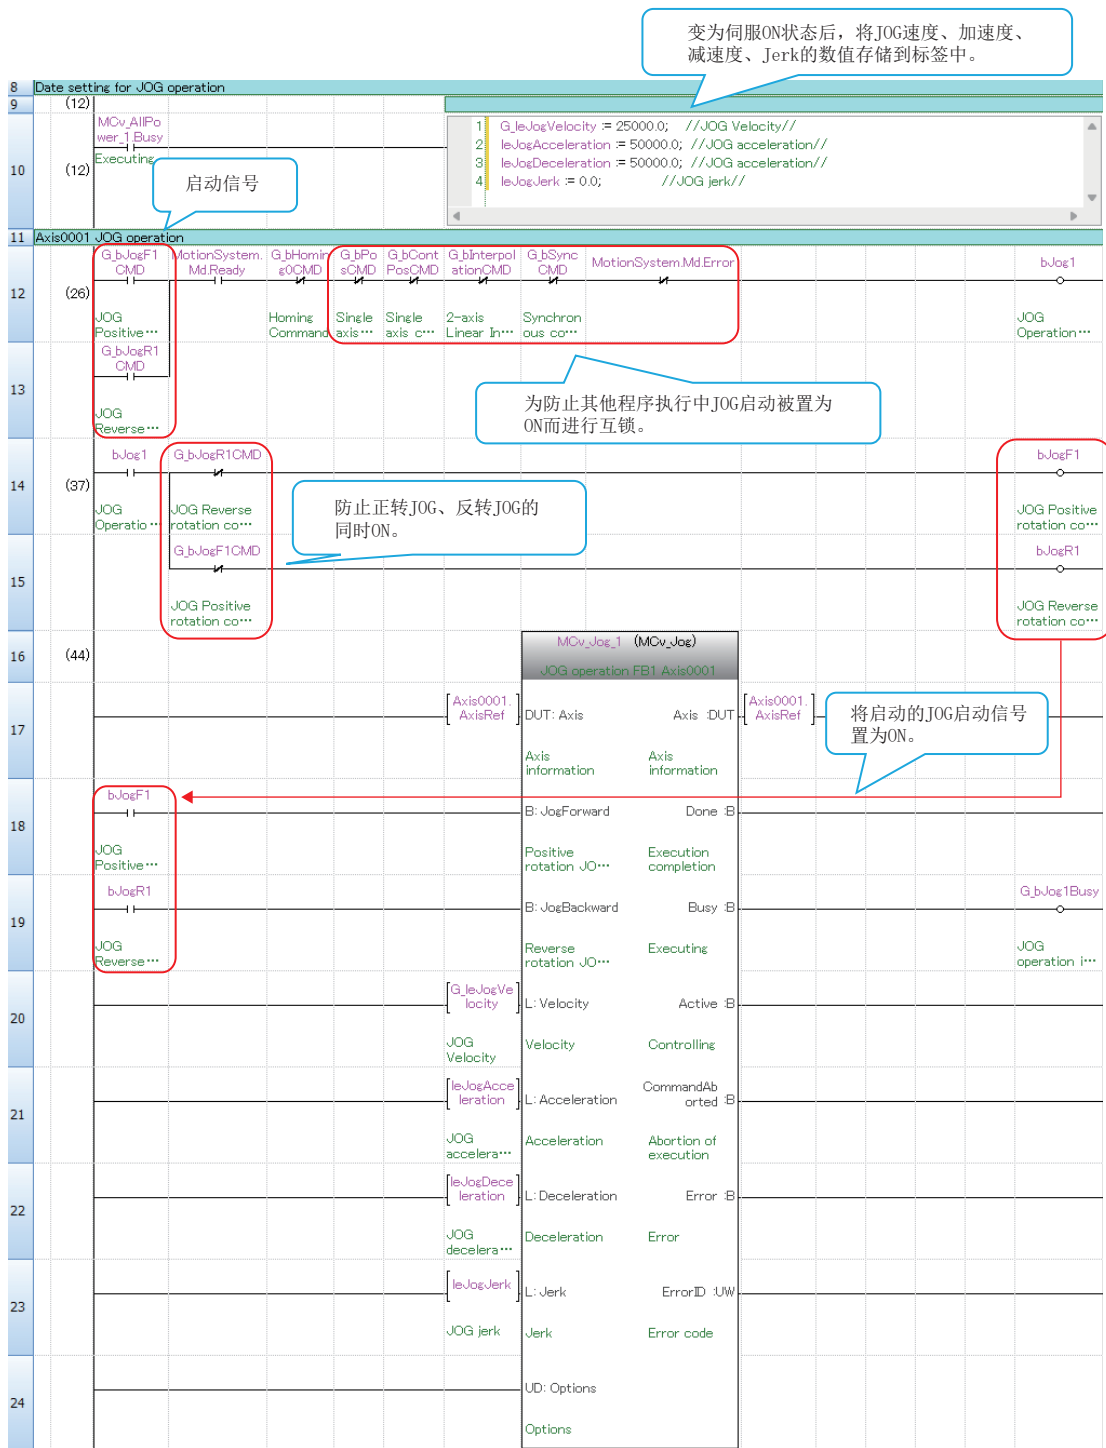 变为伺服ON状态后，将JOG速度、加速度、
减速度、Jerk的数值存储到标签中。
8 Date setting for JOG operation
9 (12)
MCv_AllPo
wer_1.Busy
Executing
10 (12)
1 G_leJogVelocity := 25000.0; //JOG Velocity//
2 leJogAcceleration := 50000.0; //JOG acceleration//
3 leJogDeceleration := 50000.0; //JOG acceleration//
4 leJogJerk := 0.0; //JOG jerk//
启动信号
11 Axis0001 JOG operation
G_bJogF1 MotionSystem. G_bHomin G_bPo G_bCont G_bInterpol G_bSync MotionSystem.Md.Error bJog1
CMD Md.Ready g0CMD sCMD PosCMD ationCMD CMD
12 (26)
JOG Homing Single Single 2-axis Synchron JOG
Positive… Command axis… axis c… Linear In… ous co… Operation…
G_bJogR1
CMD
13
JOG
Reverse…
为防止其他程序执行中JOG启动被置为
ON而进行互锁。
bJog1 G_bJogR1CMD bJogF1
14 (37)
JOG JOG Reverse JOG Positive
Operatio… rotation co… rotation co…
防止正转JOG、反转JOG的
同时ON。
G_bJogF1CMD bJogR1
15
JOG Positive JOG Reverse
rotation co… rotation co…
16 (44) MCv_Jog_1 (MCv_Jog)
JOG operation FB1 Axis0001
Axis0001. Axis0001.
AxisRef DUT: Axis Axis :DUT AxisRef
17
Axis Axis
information information
将启动的JOG启动信号
置为ON。
bJogF1
18 B: JogForward Done :B
JOG Positive Execution
Positive… rotation JO… completion
bJogR1 G_bJog1Busy
19 B: JogBackward Busy :B
JOG Reverse Executing JOG
Reverse… rotation JO… operation i…
G_leJogVe
locity L: Velocity Active :B
20
JOG Velocity Controlling
Velocity
leJogAcce CommandAb
leration L: Acceleration orted :B
21
JOG Acceleration Abortion of
accelera… execution
leJogDece
leration L: Deceleration Error :B
22
JOG Deceleration Error
decelera…
leJogJerk L: Jerk ErrorID :UW
23
JOG jerk Jerk Error code
24 UD: Options
Options